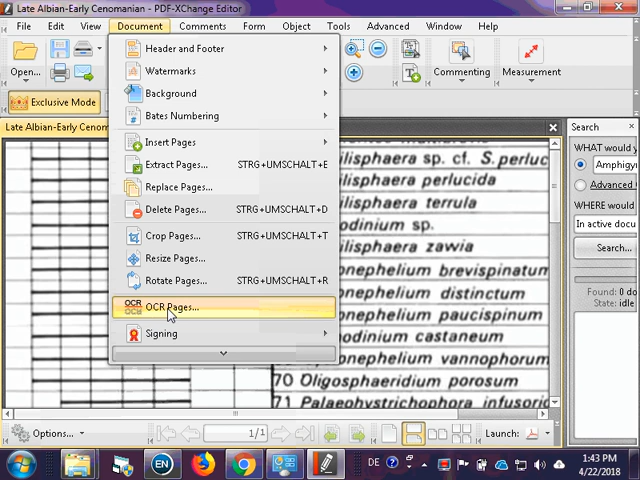 Late Albian-Early Cenomanian - PDF-XChange Editor
File Edit View Document Comments Forms Object Tools Advanced Window Help
Open...
Commenting
Measurement
Exclusive Mode
Late Albian-Early Cenom
Header and Footer
Watermarks
Background
Bates Numbering
Insert Pages
Extract Pages... STRG+UMSCHALT+E
Replace Pages...
Delete Pages... STRG+UMSCHALT+D
Crop Pages... STRG+UMSCHALT+T
Resize Pages...
Rotate Pages... STRG+UMSCHALT+R
OCR Pages...
Signing
ilisphaera sp. cf. S. perluc
ilisphaera perlucida
ilisphaera terrula
odinium sp.
ilisphaera zawia
onephelium brevispinatum
onephelium distinctum
onephelium paucispinum
nodinium castaneum
onephelium vannophorum
70 Oligosphaeridium porosum
71 Palaeohystrichophora infusorio
Search
WHAT would y
Amphigyn
Advanced
WHERE would
In active docu
Search...
Found: 0 do
State: idle
Options...
1/1
Launch:
EN
DE
1:43 PM
4/22/2018